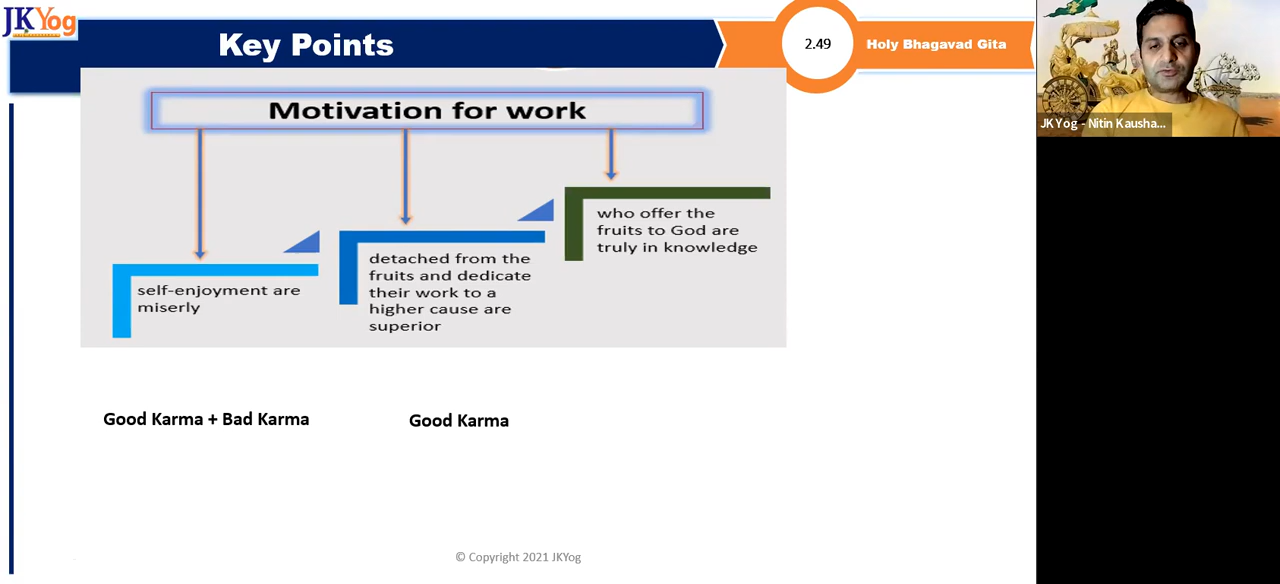 JKYog
Key Points
2.49
Holy Bhagavad Gita
JKYog - Nitin Kausha...
Motivation for work
self-enjoyment are
miserly
detached from the
fruits and dedicate
their work to a
higher cause are
superior
who offer the
fruits to God are
truly in knowledge
Good Karma + Bad Karma
Good Karma
© Copyright 2021 JKYog